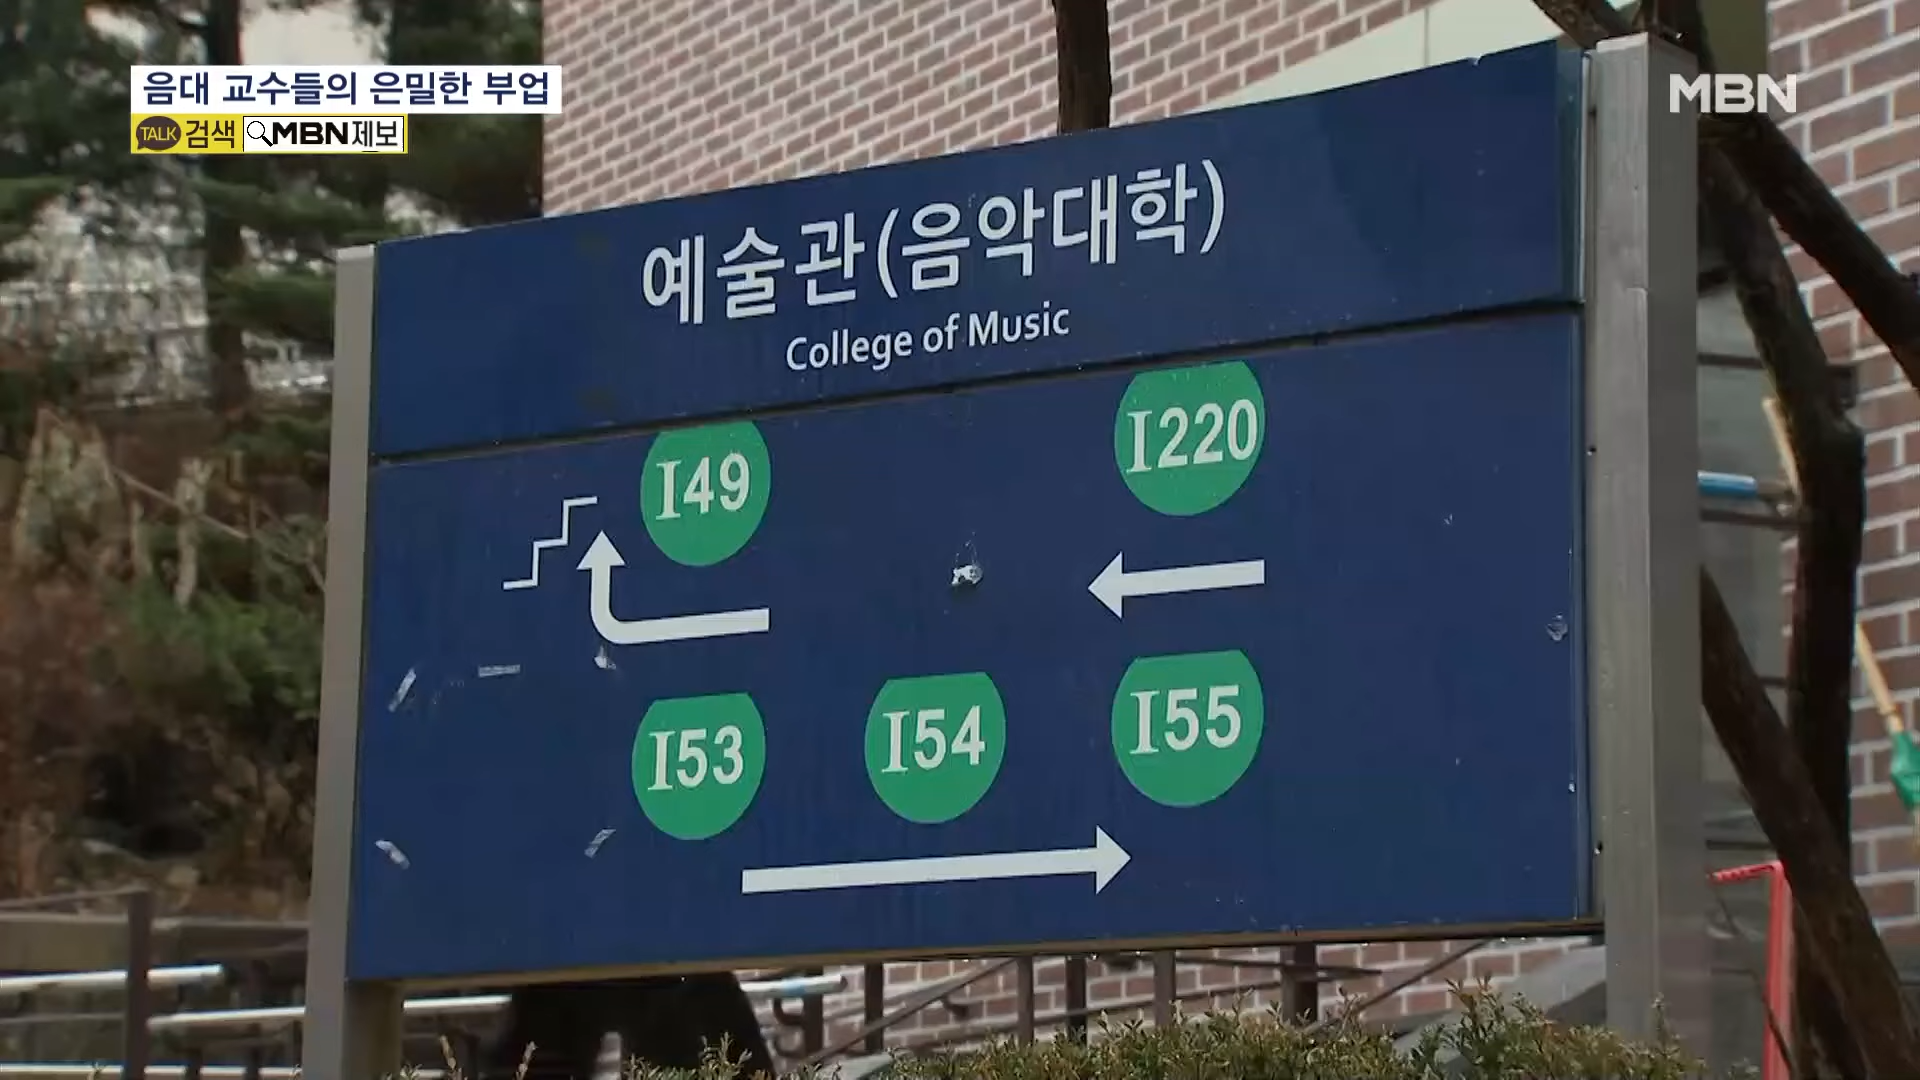 음대 교수들의 은밀한 부업
TALK 검색 MBN제보
MBN
예술관(음악대학)
College of Music
I49
I220
I53 I54 I55